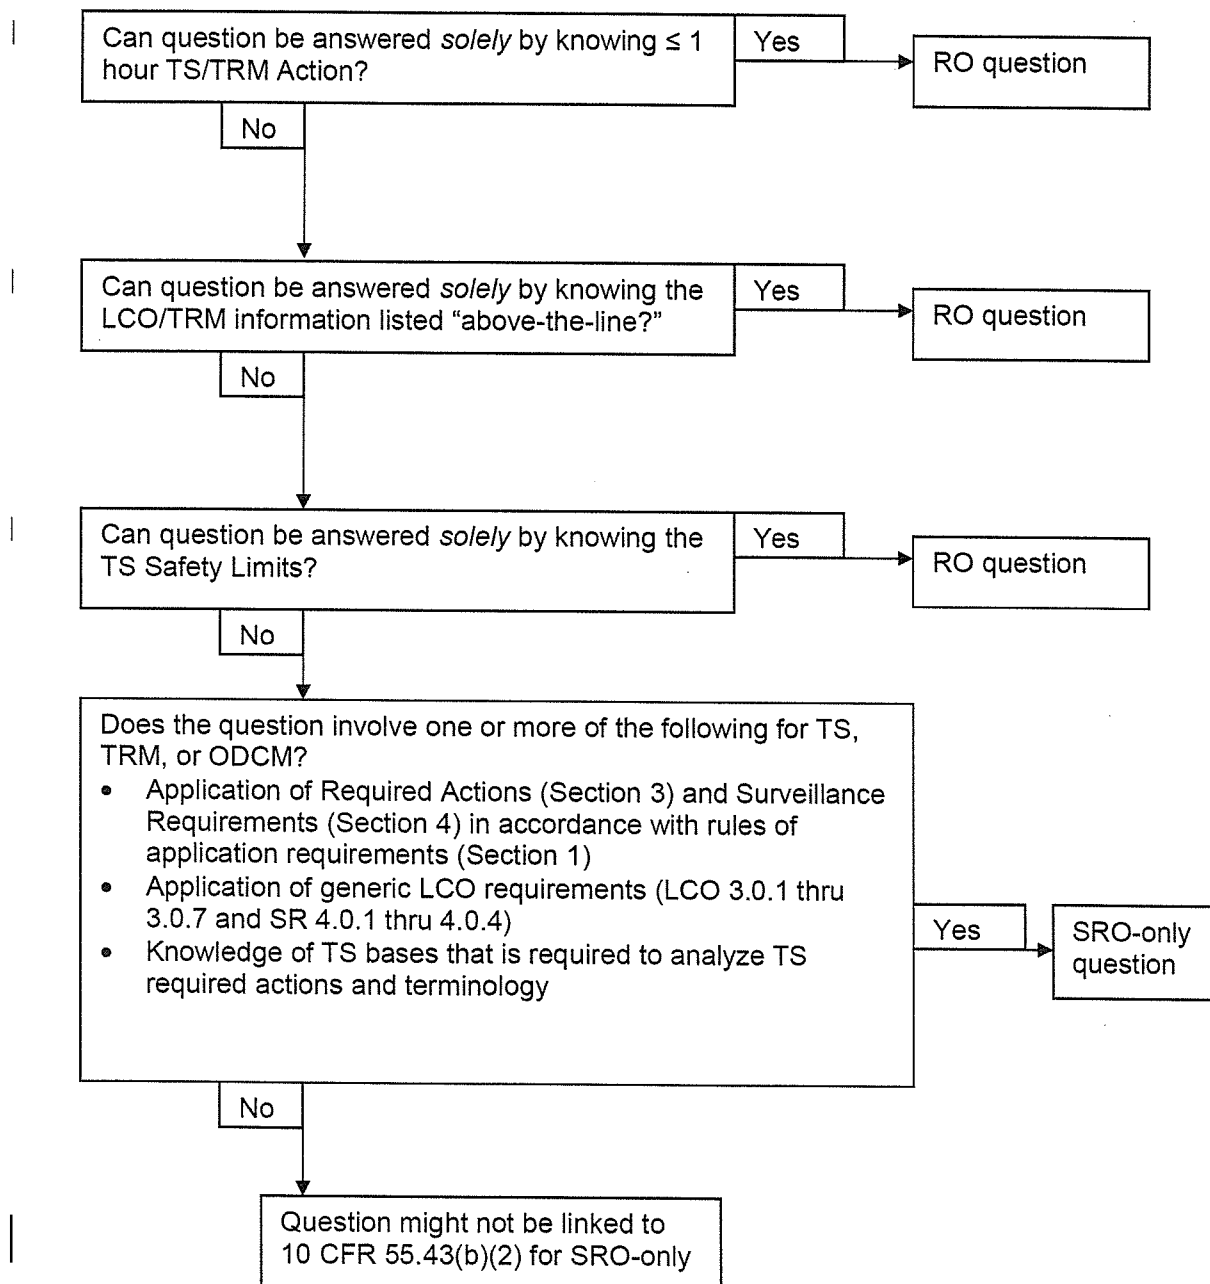 Can question be answered solely by knowing ≤ 1
hour TS/TRM Action?
Yes
RO question
No
Can question be answered solely by knowing the
LCO/TRM information listed “above-the-line?”
Yes
RO question
No
Can question be answered solely by knowing the
TS Safety Limits?
Yes
RO question
No
Does the question involve one or more of the following for TS,
TRM, or ODCM?
• Application of Required Actions (Section 3) and Surveillance
Requirements (Section 4) in accordance with rules of
application requirements (Section 1)
• Application of generic LCO requirements (LCO 3.0.1 thru
3.0.7 and SR 4.0.1 thru 4.0.4)
• Knowledge of TS bases that is required to analyze TS
required actions and terminology
Yes
SRO-only
question
No
Question might not be linked to
10 CFR 55.43(b)(2) for SRO-only